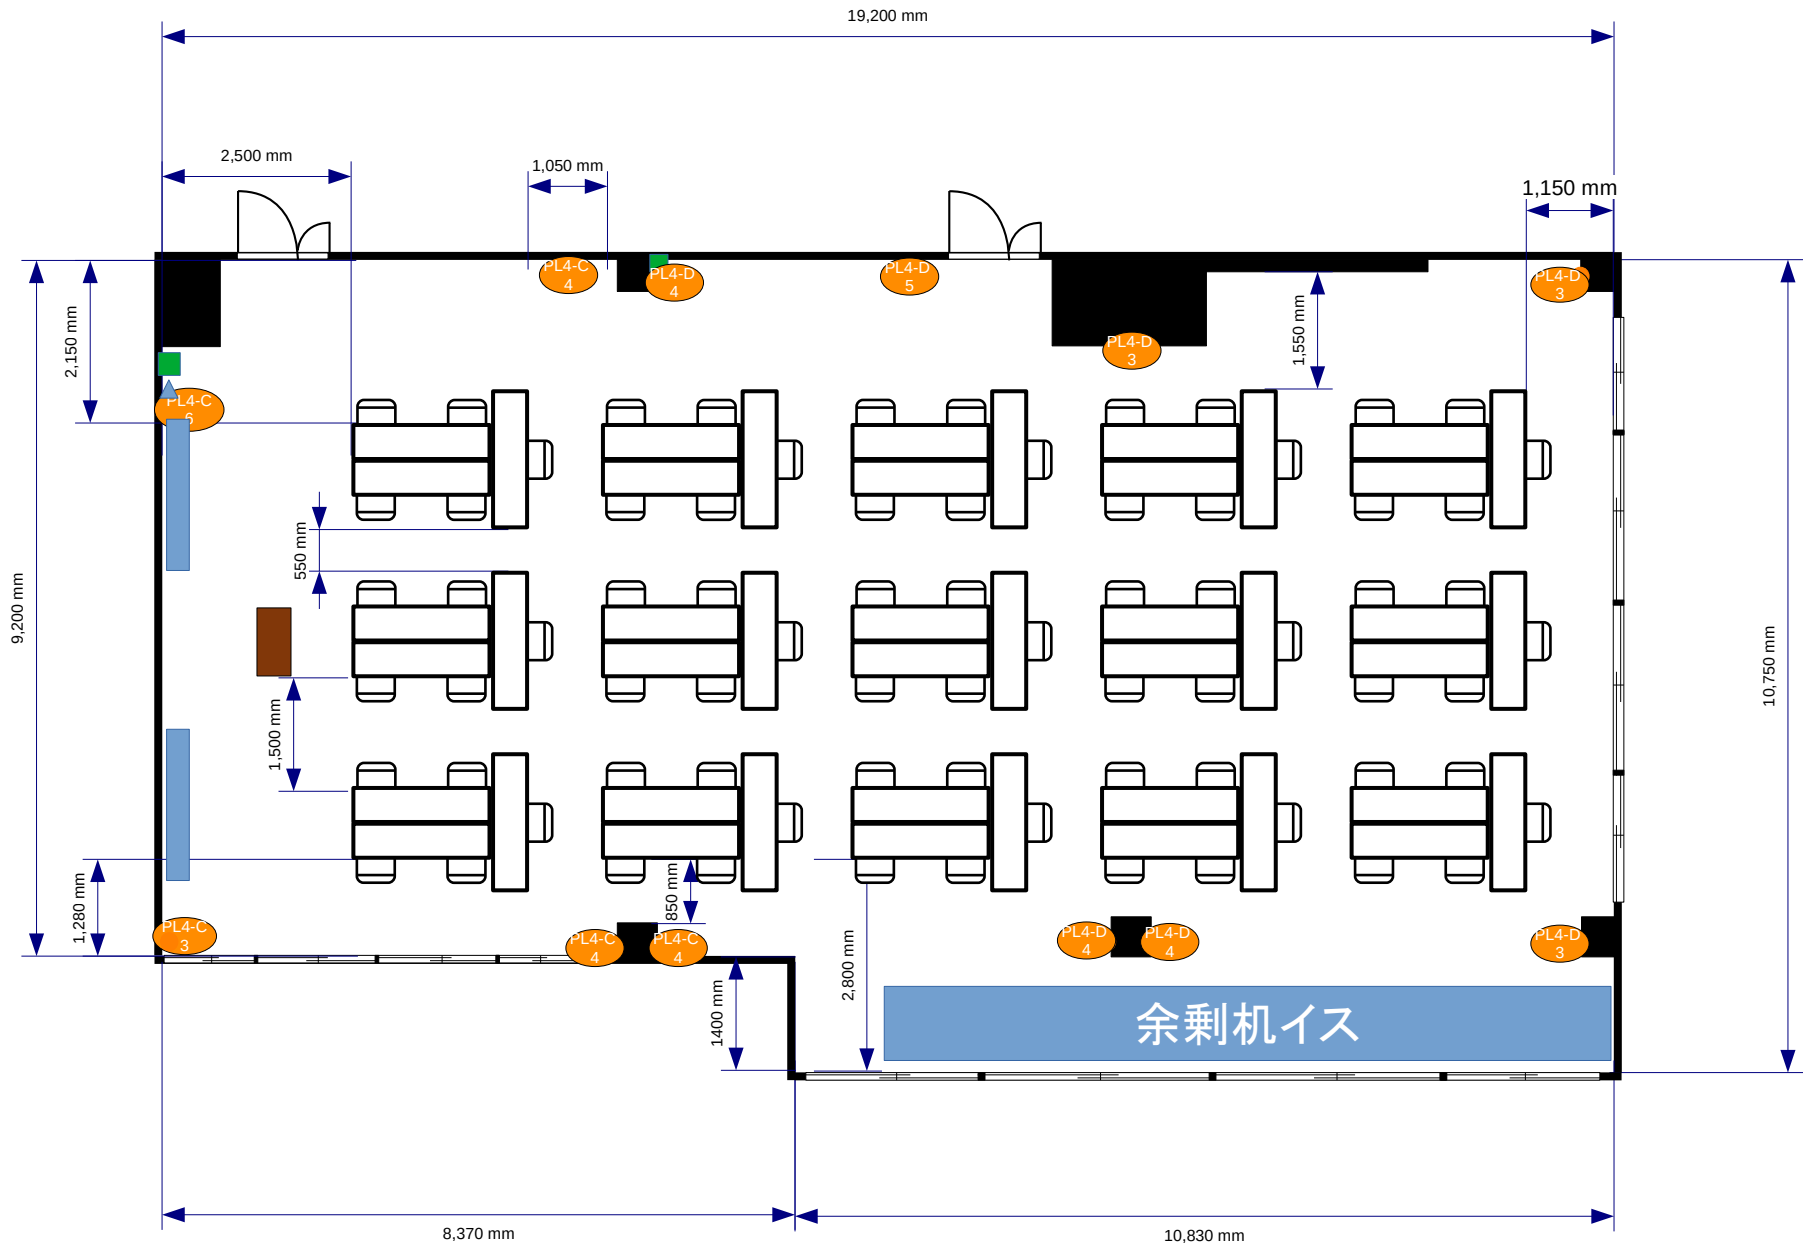 19,200 mm
2,500 mm
1,050 mm
1,150 mm
PL4-C
4
PL4-D
4
PL4-D
5
PL4-D
3
2,150 mm
1,550 mm
PL4-D
3
PL4-C
6
550 mm
9,200 mm
10,750 mm
1,500 mm
1,280 mm
850 mm
PL4-C
3
PL4-C
4
PL4-C
4
PL4-D
4
PL4-D
4
PL4-D
3
2,800 mm
1400 mm
余剰机イス
8,370 mm
10,830 mm